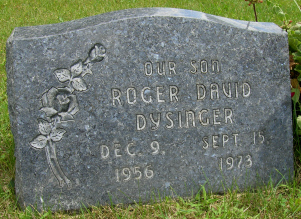 OUR SON
ROGER DAVID
DYSINGER
DEC. 9, SEPT. 15
1956 1973